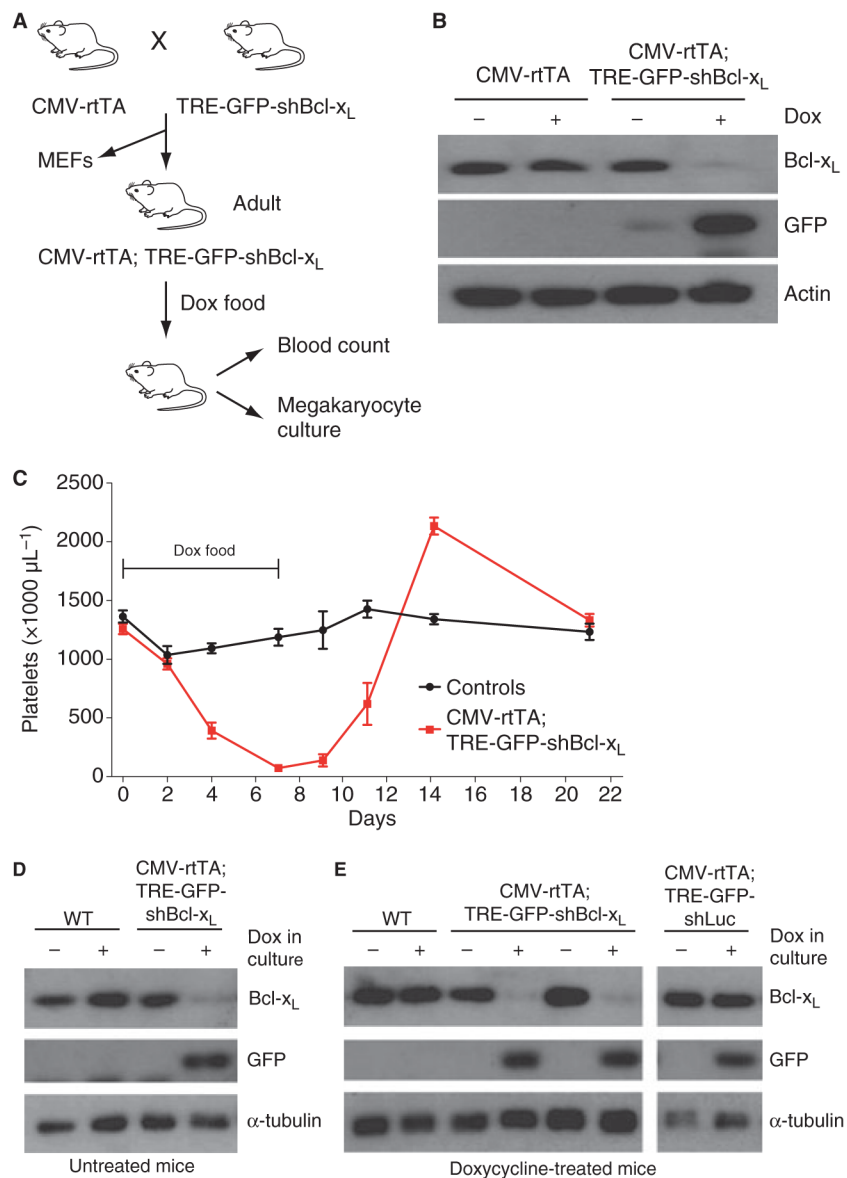 A
X
CMV-rtTA
TRE-GFP-shBcl-xL
MEFs
Adult
CMV-rtTA; TRE-GFP-shBcl-xL
Dox food
Blood count
Megakaryocyte
culture
B
CMV-rtTA
CMV-rtTA;
TRE-GFP-shBcl-xL
– + – + Dox
Bcl-xL
GFP
Actin
C
Platelets (×1000 µL⁻¹)
2500
2000
1500
1000
500
0
Dox food
Controls
CMV-rtTA;
TRE-GFP-shBcl-xL
0 2 4 6 8 10 12 14 16 18 20 22
Days
D
WT
CMV-rtTA;
TRE-GFP-
shBcl-xL
– + – + Dox in
culture
Bcl-xL
GFP
α-tubulin
Untreated mice
E
WT
CMV-rtTA;
TRE-GFP-shBcl-xL
CMV-rtTA;
TRE-GFP-
shLuc
– + – + – + – + Dox in
culture
Bcl-xL
GFP
α-tubulin
Doxycycline-treated mice